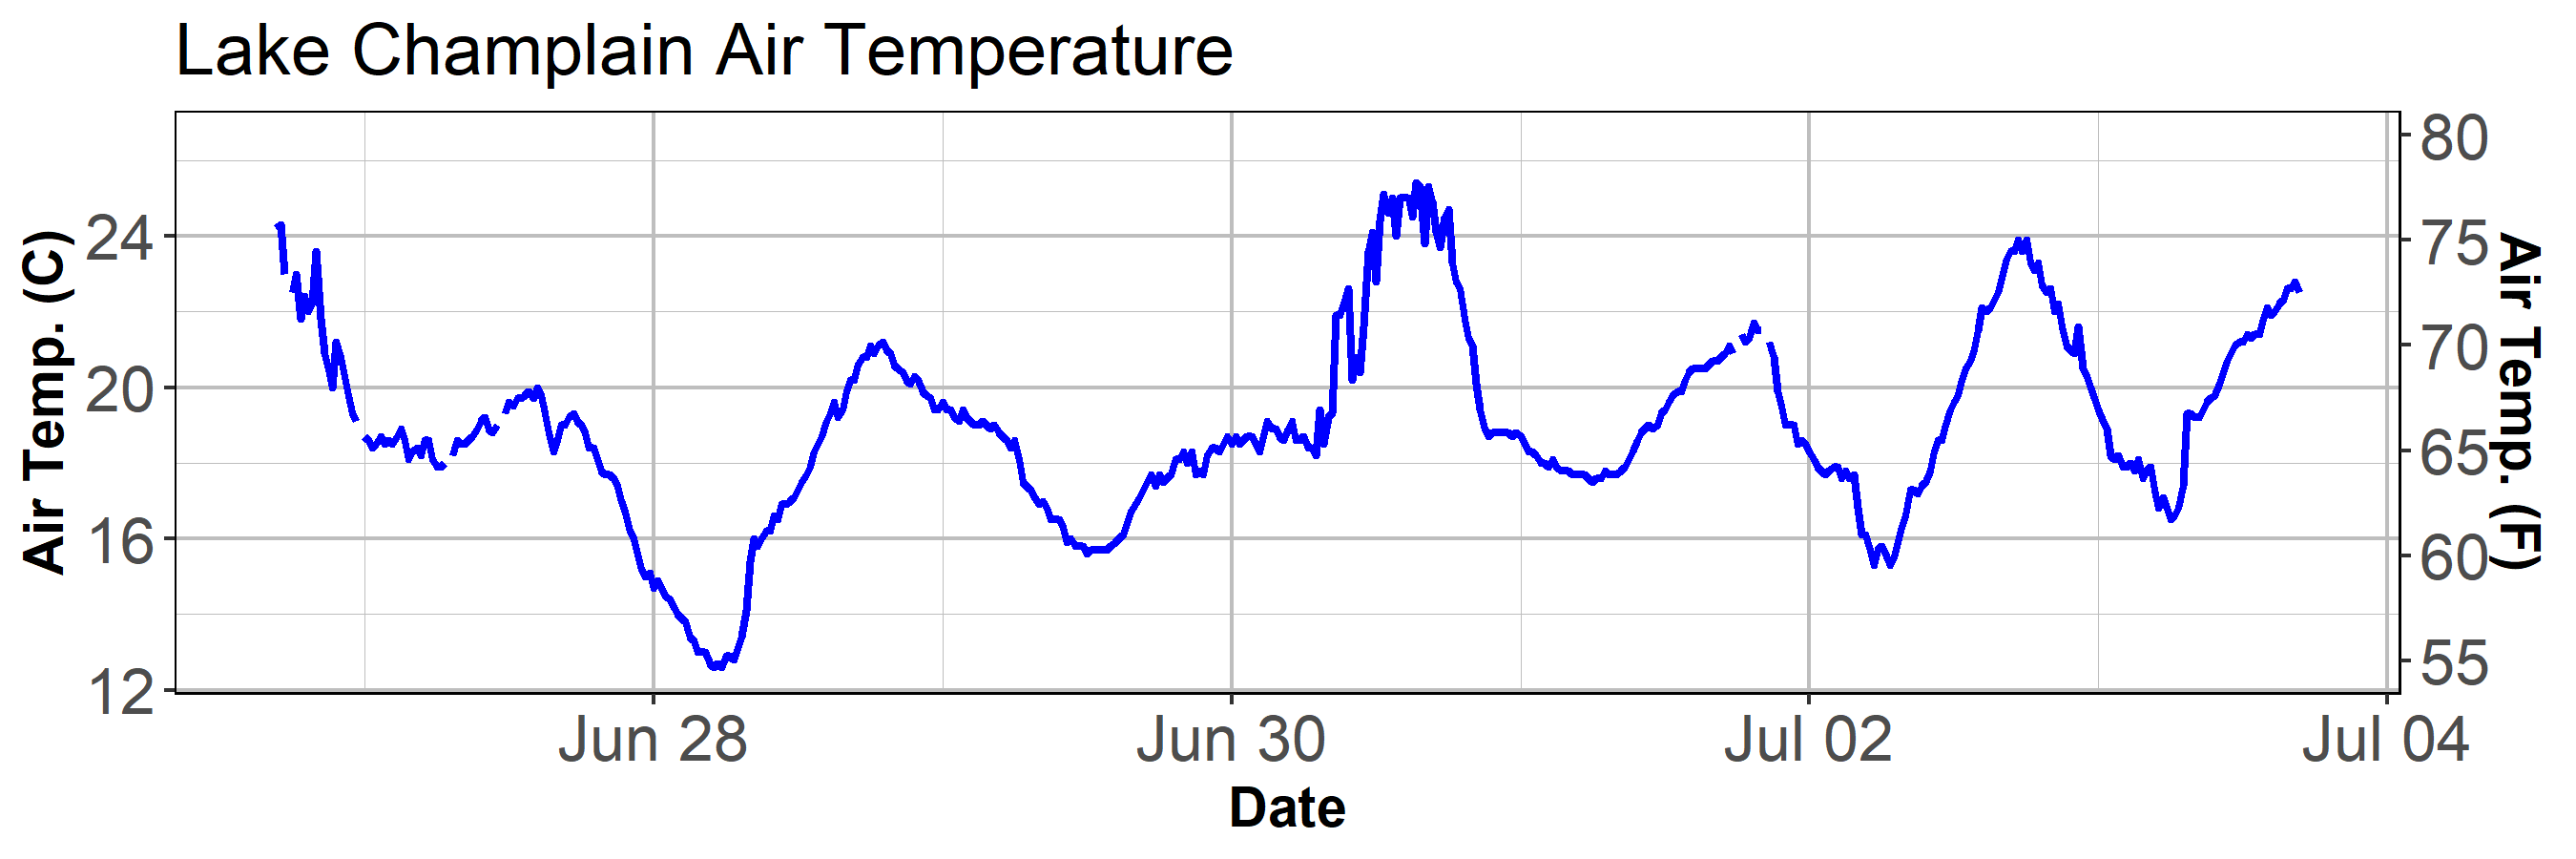 Lake Champlain Air Temperature
Air Temp. (C)
24
20
16
12
80
75
70
65
60
55
Air Temp. (F)
Jun 28 Jun 30 Jul 02 Jul 04
Date